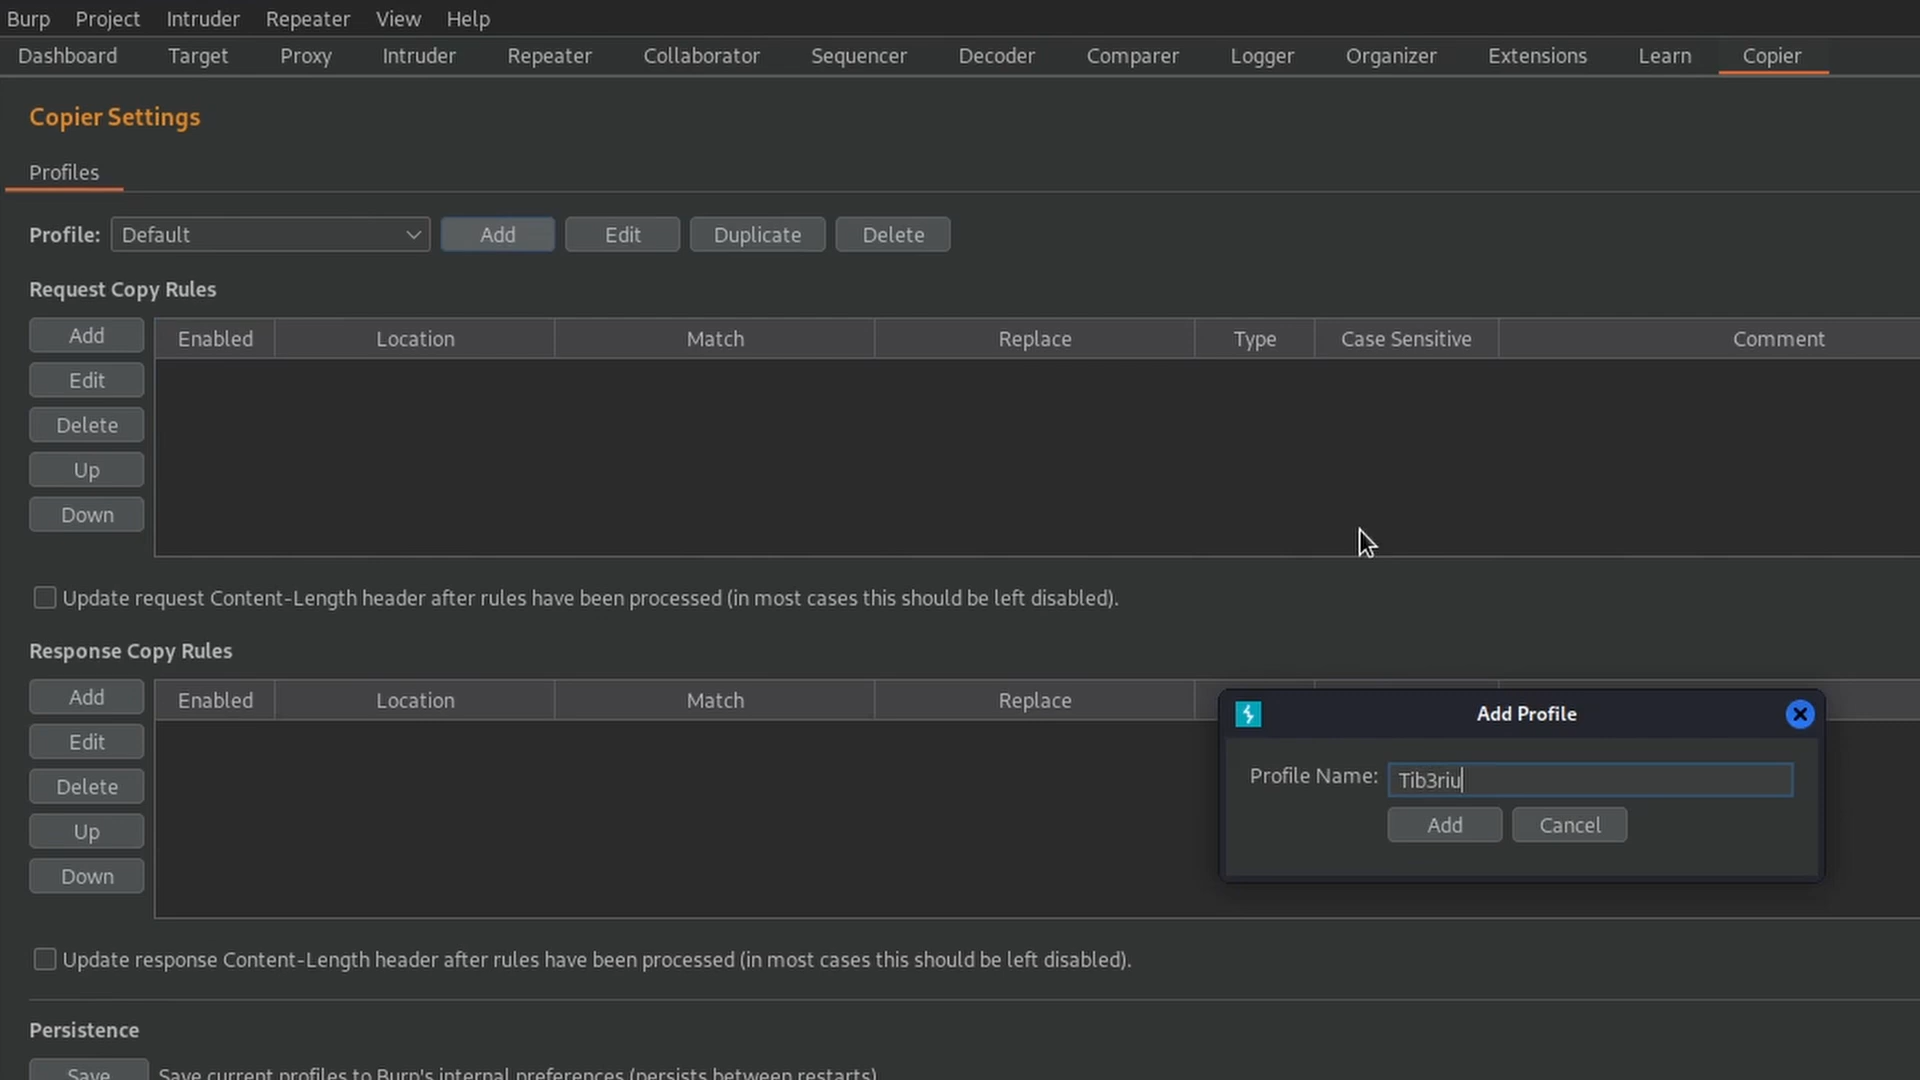 Burp Project Intruder Repeater View Help
Dashboard Target Proxy Intruder Repeater Collaborator Sequencer Decoder Comparer Logger Organizer Extensions Learn Copier
Copier Settings
Profiles
Profile: Default Add Edit Duplicate Delete
Request Copy Rules
Add
Edit
Delete
Up
Down
Enabled Location Match Replace Type Case Sensitive Comment
Update request Content-Length header after rules have been processed (in most cases this should be left disabled).
Response Copy Rules
Add
Edit
Delete
Up
Down
Enabled Location Match Replace
Add Profile
Profile Name: Tib3riu
Add Cancel
Update response Content-Length header after rules have been processed (in most cases this should be left disabled).
Persistence
Save Save current profiles to Burp's internal preferences (persists between restarts)